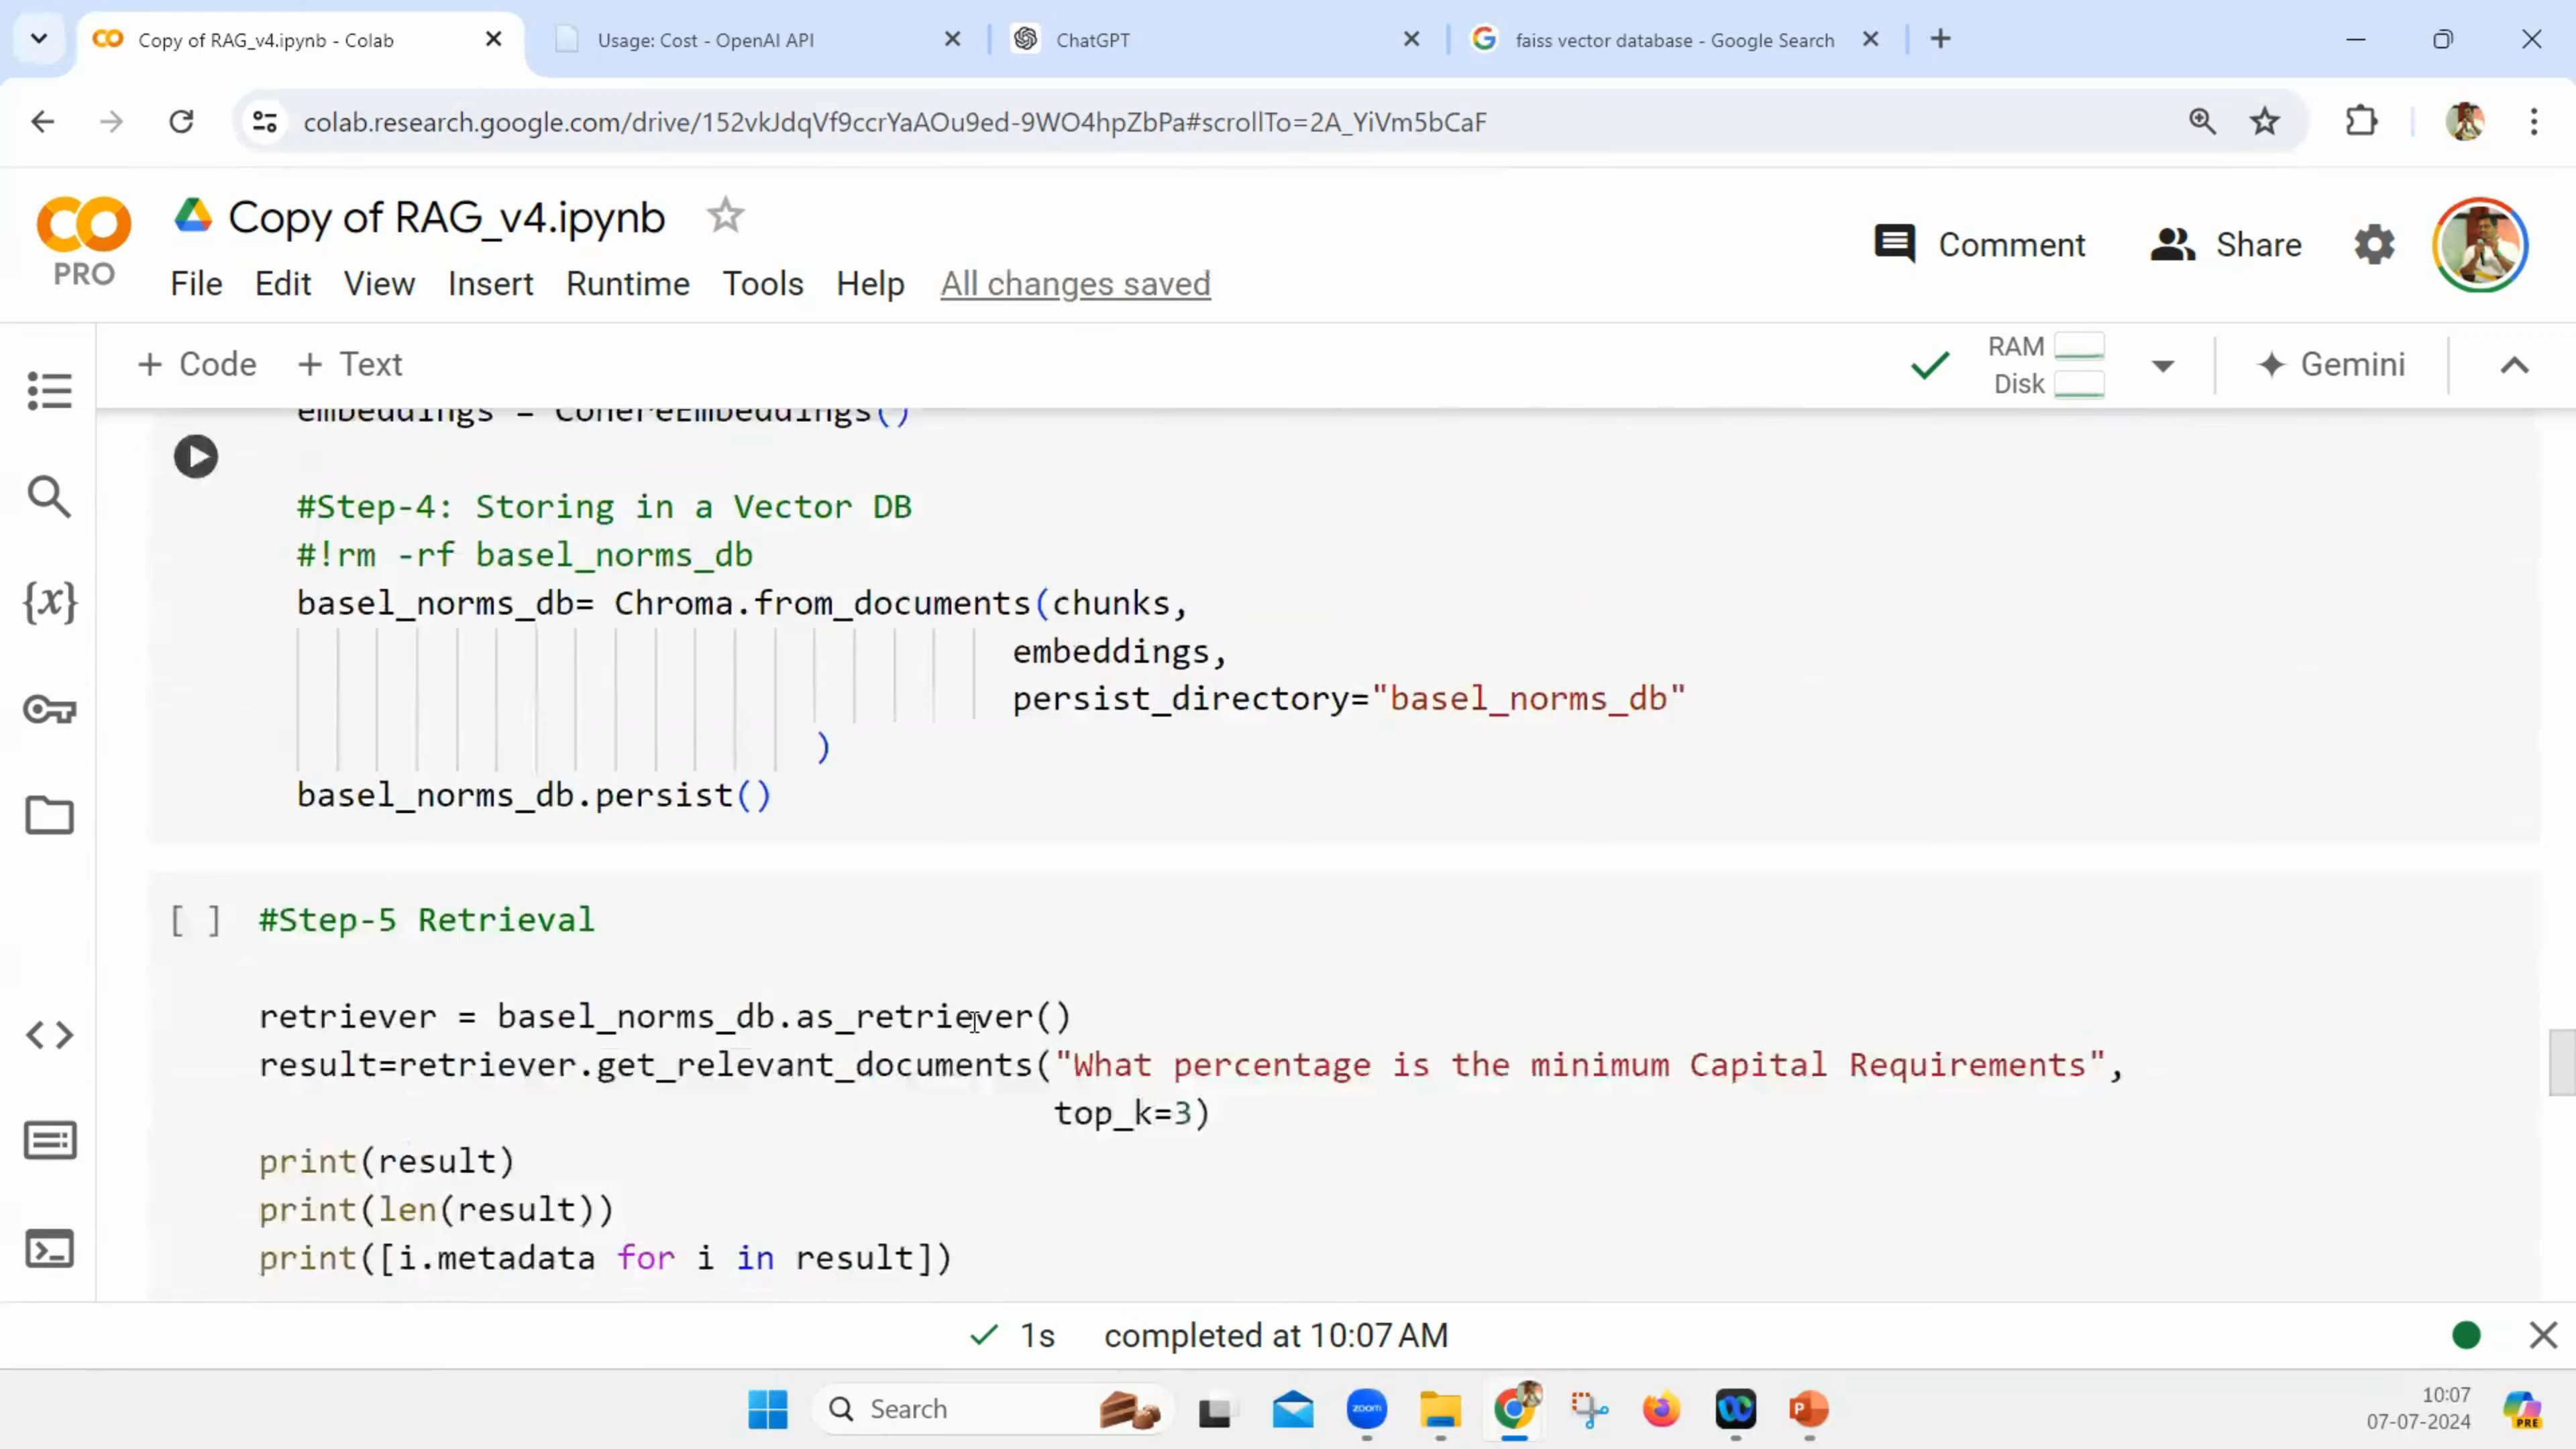 Copy of RAG_v4.ipynb - Colab
Usage: Cost - OpenAI API
ChatGPT
faiss vector database - Google Search
colab.research.google.com/drive/152vkJdqVf9ccrYaAOu9ed-9WO4hpZbPa#scrollTo=2A_YiVm5bCaF
CO
PRO
Copy of RAG_v4.ipynb
File Edit View Insert Runtime Tools Help All changes saved
Comment
Share
+ Code + Text
RAM
Disk
Gemini
embeddings = CohereEmbeddings()
#Step-4: Storing in a Vector DB
#!rm -rf basel_norms_db
basel_norms_db= Chroma.from_documents(chunks,
embeddings,
persist_directory="basel_norms_db"
)
basel_norms_db.persist()
[ ] #Step-5 Retrieval
retriever = basel_norms_db.as_retriever()
result=retriever.get_relevant_documents("What percentage is the minimum Capital Requirements",
top_k=3)
print(result)
print(len(result))
print([i.metadata for i in result])
{x}
1s completed at 10:07 AM
Search
zoom
P
10:07
07-07-2024
PRE